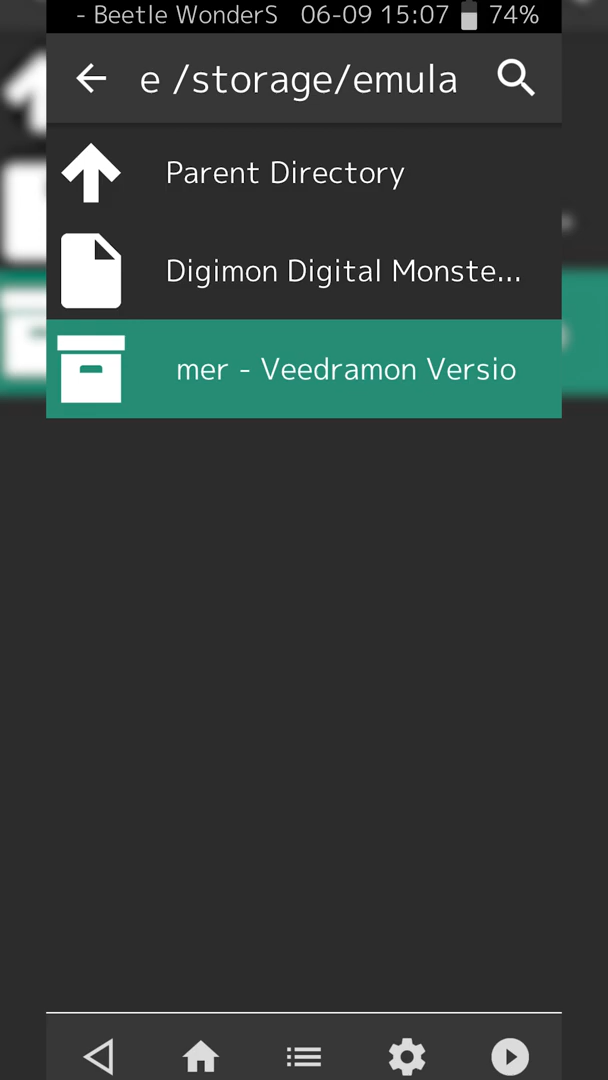 - Beetle WonderS 06-09 15:07 74%
e /storage/emula
Parent Directory
Digimon Digital Monste...
mer - Veedramon Versio